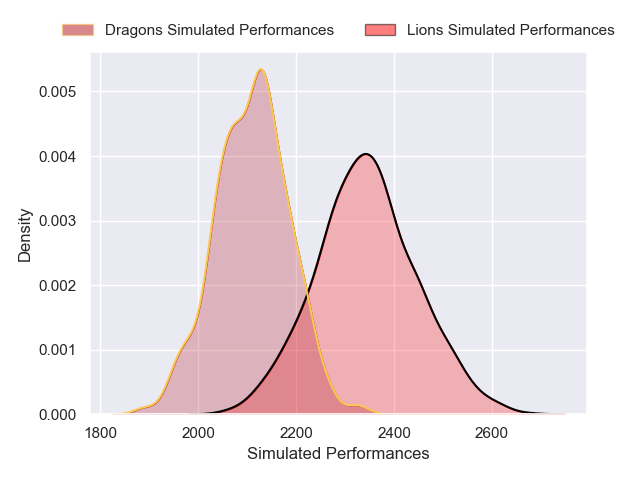 Dragons Simulated Performances Lions Simulated Performances
0.005
0.004
0.003
0.002
0.001
0.000
Density
1800 2000 2200 2400 2600
Simulated Performances